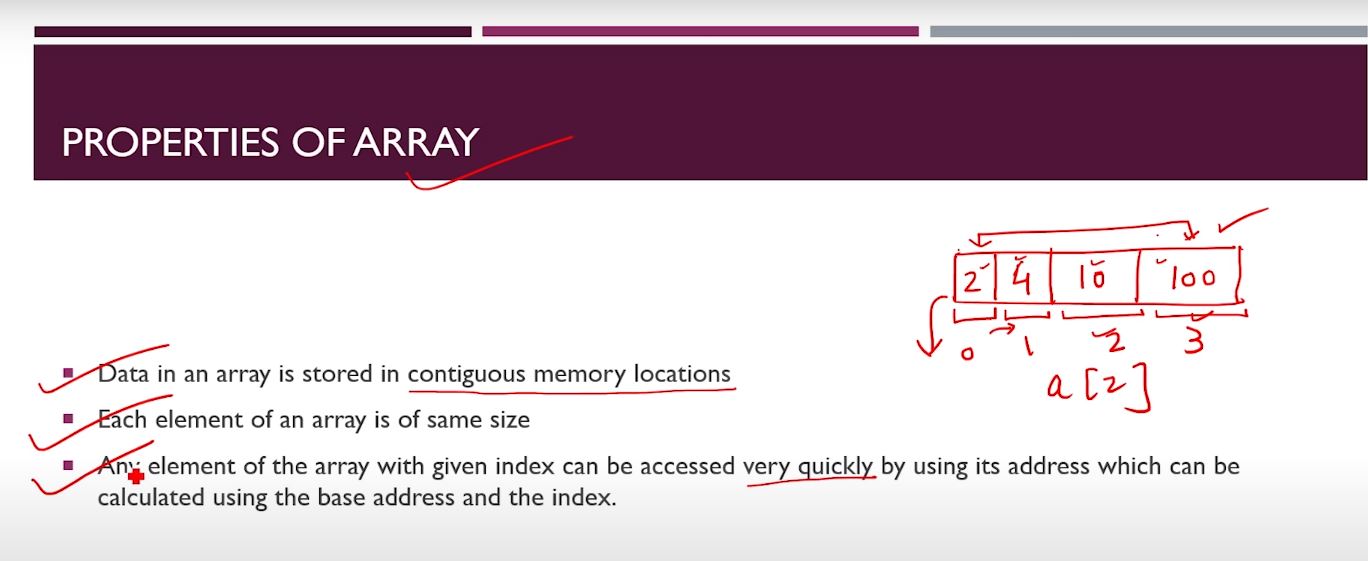 PROPERTIES OF ARRAY
2 4 10 100
0 1 2 3
a[2]
Data in an array is stored in contiguous memory locations
Each element of an array is of same size
Any element of the array with given index can be accessed very quickly by using its address which can be
calculated using the base address and the index.